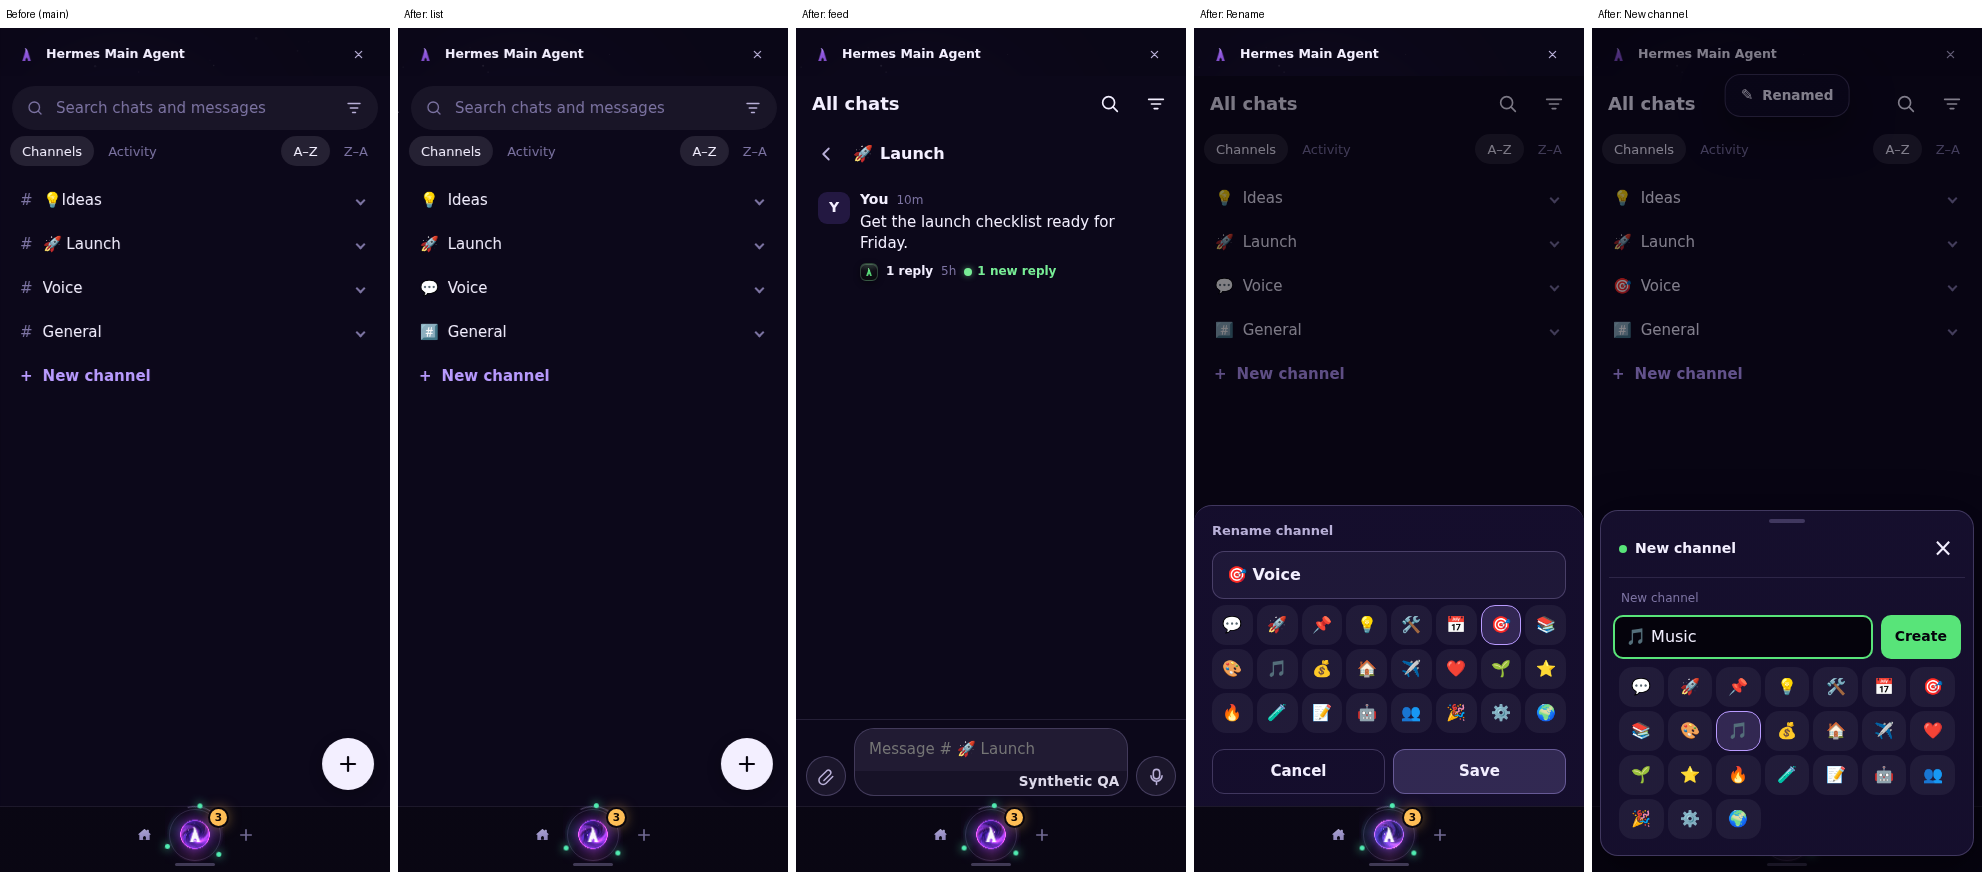 Before (main)
Hermes Main Agent
Search chats and messages
Channels Activity A–Z Z–A
# 💡Ideas
# 🚀 Launch
# Voice
# General
+ New channel
3
After: list
Hermes Main Agent
Search chats and messages
Channels Activity A–Z Z–A
💡 Ideas
🚀 Launch
💬 Voice
#️⃣ General
+ New channel
3
After: feed
Hermes Main Agent
All chats
🚀 Launch
Y
You 10m
Get the launch checklist ready for
Friday.
1 reply 5h 1 new reply
Message # 🚀 Launch
Synthetic QA
3
After: Rename
Hermes Main Agent
All chats
Channels Activity A–Z Z–A
💡 Ideas
🚀 Launch
💬 Voice
#️⃣ General
+ New channel
Rename channel
🎯 Voice
Cancel Save
3
After: New channel
Hermes Main Agent
All chats
✎ Renamed
Channels Activity A–Z Z–A
💡 Ideas
🚀 Launch
🎯 Voice
#️⃣ General
+ New channel
New channel
New channel
🎵 Music
Create